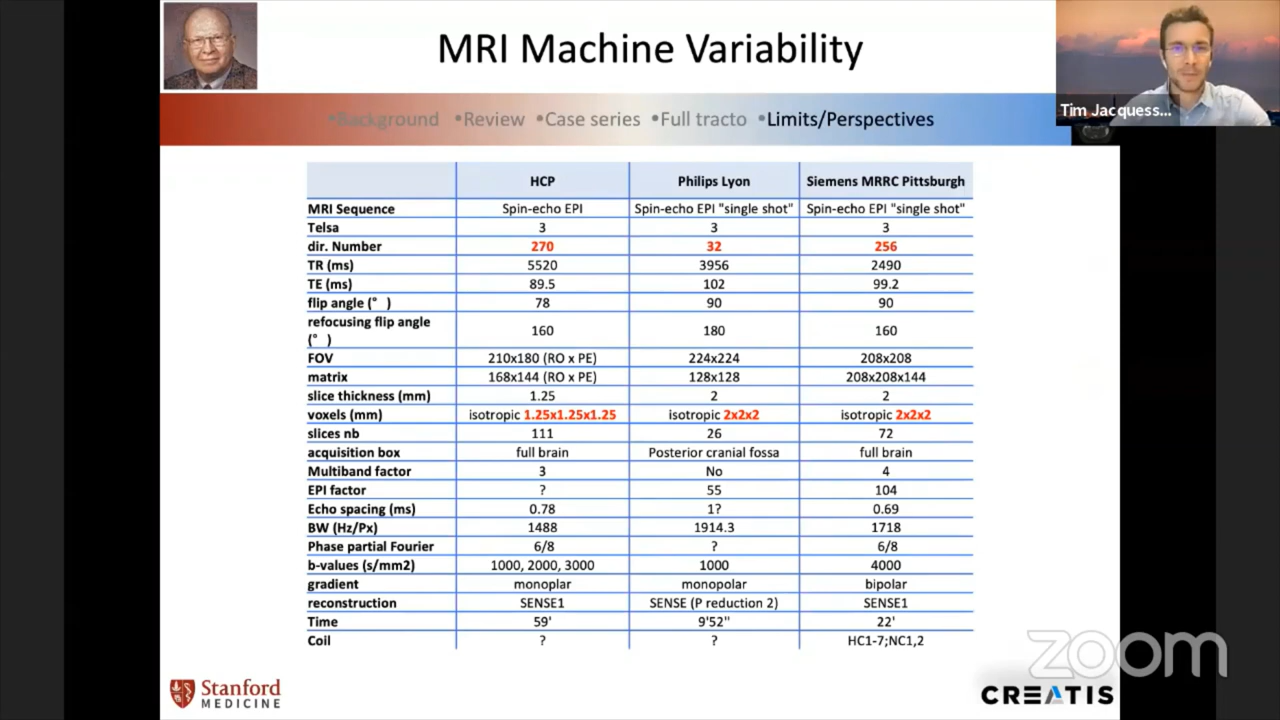 MRI Machine Variability
Tim Jacquess...
•Background •Review •Case series •Full tracto •Limits/Perspectives
HCP Philips Lyon Siemens MRRC Pittsburgh
MRI Sequence Spin-echo EPI Spin-echo EPI "single shot" Spin-echo EPI "single shot"
Telsa 3 3 3
dir. Number 270 32 256
TR (ms) 5520 3956 2490
TE (ms) 89.5 102 99.2
flip angle (° ) 78 90 90
refocusing flip angle
(° ) 160 180 160
FOV 210x180 (RO x PE) 224x224 208x208
matrix 168x144 (RO x PE) 128x128 208x208x144
slice thickness (mm) 1.25 2 2
voxels (mm) isotropic 1.25x1.25x1.25 isotropic 2x2x2 isotropic 2x2x2
slices nb 111 26 72
acquisition box full brain Posterior cranial fossa full brain
Multiband factor 3 No 4
EPI factor ? 55 104
Echo spacing (ms) 0.78 1? 0.69
BW (Hz/Px) 1488 1914.3 1718
Phase partial Fourier 6/8 ? 6/8
b-values (s/mm2) 1000, 2000, 3000 1000 4000
gradient monoplar monopolar bipolar
reconstruction SENSE1 SENSE (P reduction 2) SENSE1
Time 59' 9'52" 22'
Coil ? ? HC1-7;NC1,2
zoom
Stanford
MEDICINE
CREATIS